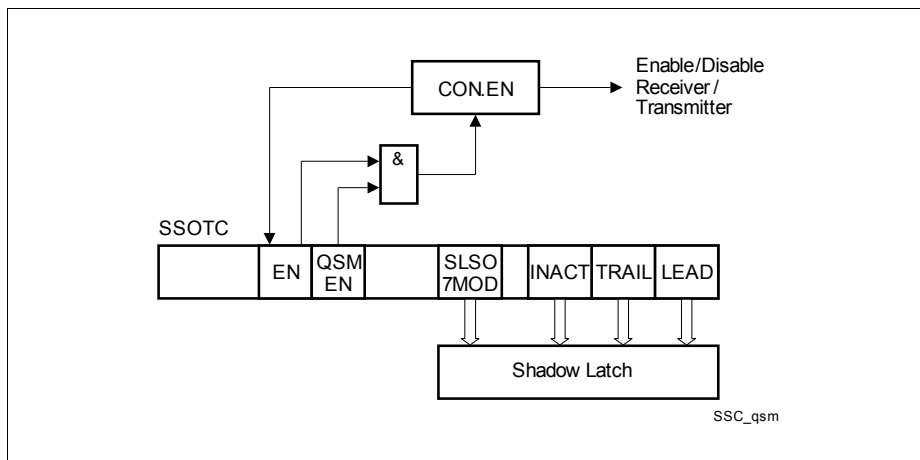 CON.EN
Enable/Disable
Receiver /
Transmitter
&
SSOTC
EN
QSM
EN
SLSO
7MOD
INACT
TRAIL
LEAD
Shadow Latch
SSC_qsm